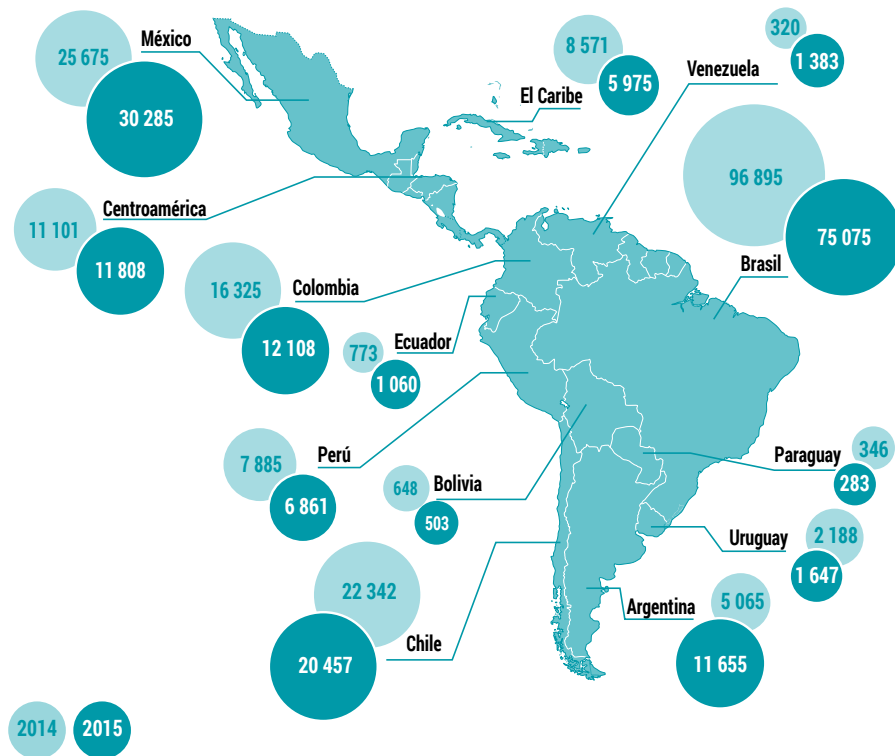 320
8 571
México
25 675
1 383
Venezuela
5 975
El Caribe
30 285
96 895
Centroamérica
11 101
75 075
11 808
Brasil
16 325
Colombia
Ecuador
12 108
773
1 060
346
Perú
Paraguay
7 885
Bolivia
648
283
6 861
503
2 188
Uruguay
1 647
22 342
5 065
Argentina
Chile
20 457
11 655
2014
2015